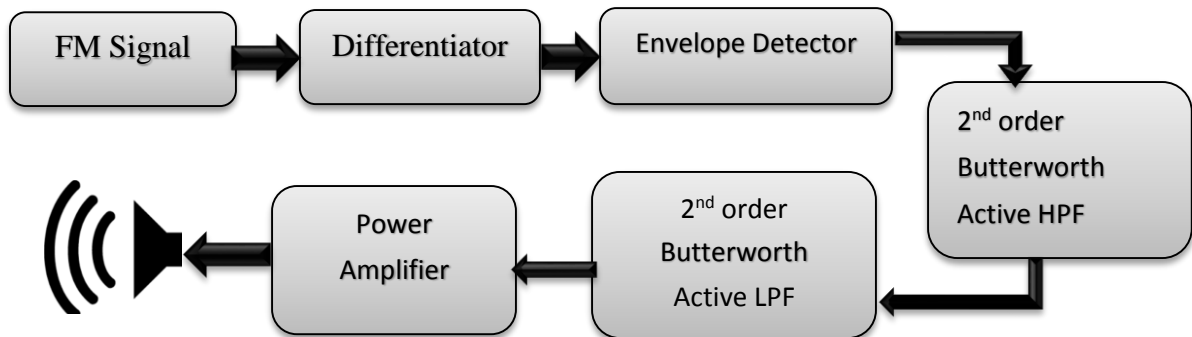 FM Signal
Differentiator
Envelope Detector
2nd order
Butterworth
Active HPF
2nd order
Butterworth
Active LPF
Power
Amplifier